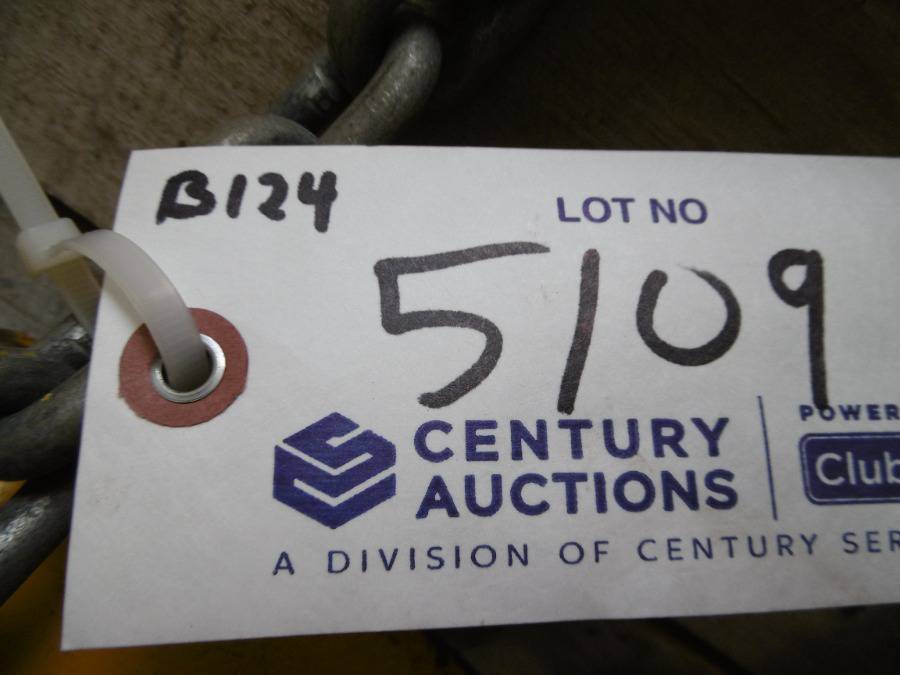 B124
LOT NO
5109
CENTURY
AUCTIONS
POWER
Club
A DIVISION OF CENTURY SER